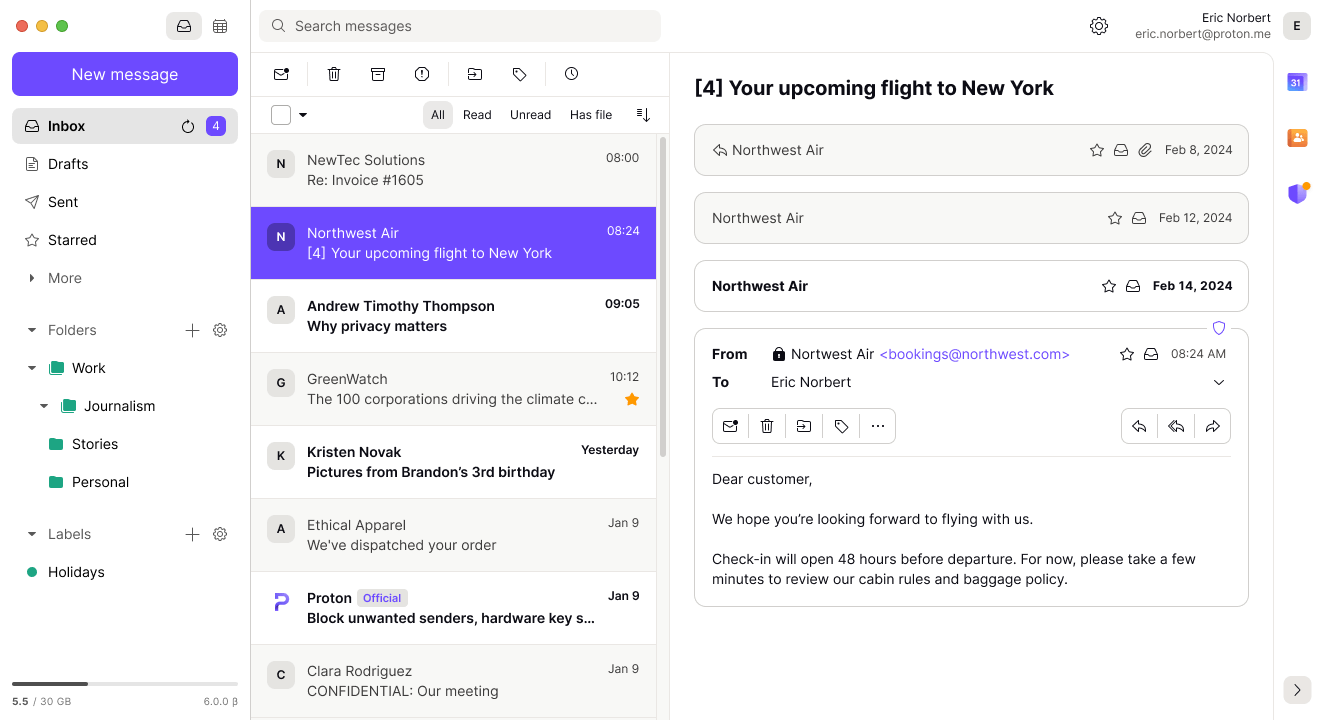 Search messages
Eric Norbert
eric.norbert@proton.me
E
New message
Inbox
4
Drafts
Sent
Starred
More
Folders
Work
Journalism
Stories
Personal
Labels
Holidays
5.5 / 30 GB
6.0.0 β
All
Read
Unread
Has file
N
NewTec Solutions
08:00
Re: Invoice #1605
N
Northwest Air
08:24
[4] Your upcoming flight to New York
A
Andrew Timothy Thompson
09:05
Why privacy matters
G
GreenWatch
10:12
The 100 corporations driving the climate c...
K
Kristen Novak
Yesterday
Pictures from Brandon’s 3rd birthday
A
Ethical Apparel
Jan 9
We've dispatched your order
Proton
Official
Jan 9
Block unwanted senders, hardware key s...
C
Clara Rodriguez
Jan 9
CONFIDENTIAL: Our meeting
[4] Your upcoming flight to New York
Northwest Air
Feb 8, 2024
Northwest Air
Feb 12, 2024
Northwest Air
Feb 14, 2024
From
Nortwest Air <bookings@northwest.com>
08:24 AM
To
Eric Norbert
Dear customer,
We hope you’re looking forward to flying with us.
Check-in will open 48 hours before departure. For now, please take a few
minutes to review our cabin rules and baggage policy.
31